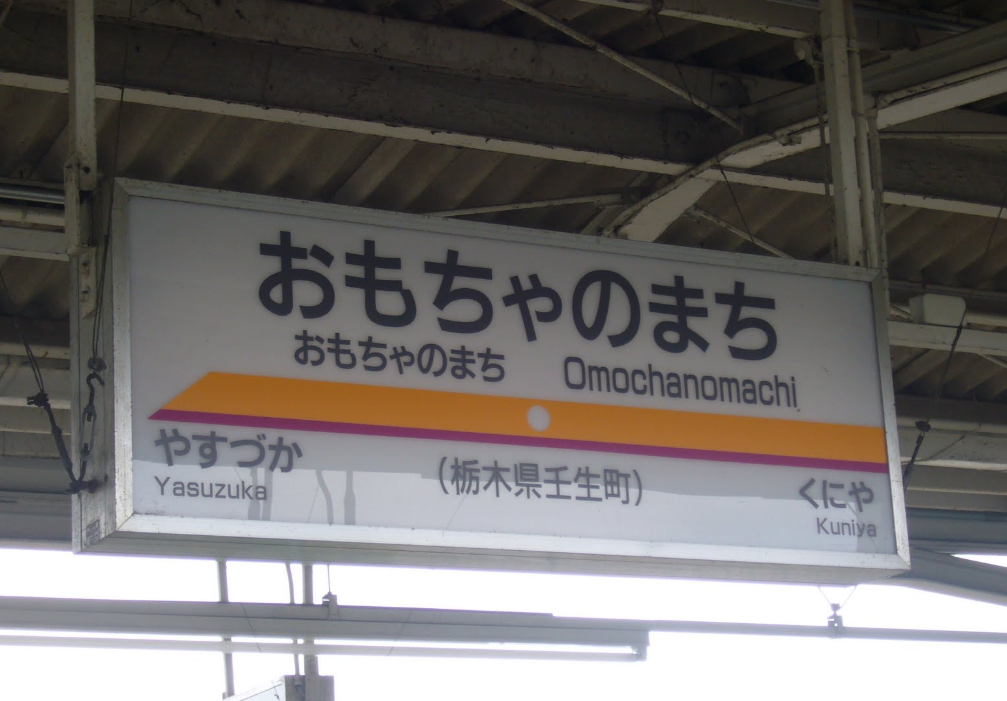 おもちゃのまち
おもちゃのまち Omochanomachi
やすづか
Yasuzuka
(栃木県壬生町)
くにや
Kuniya